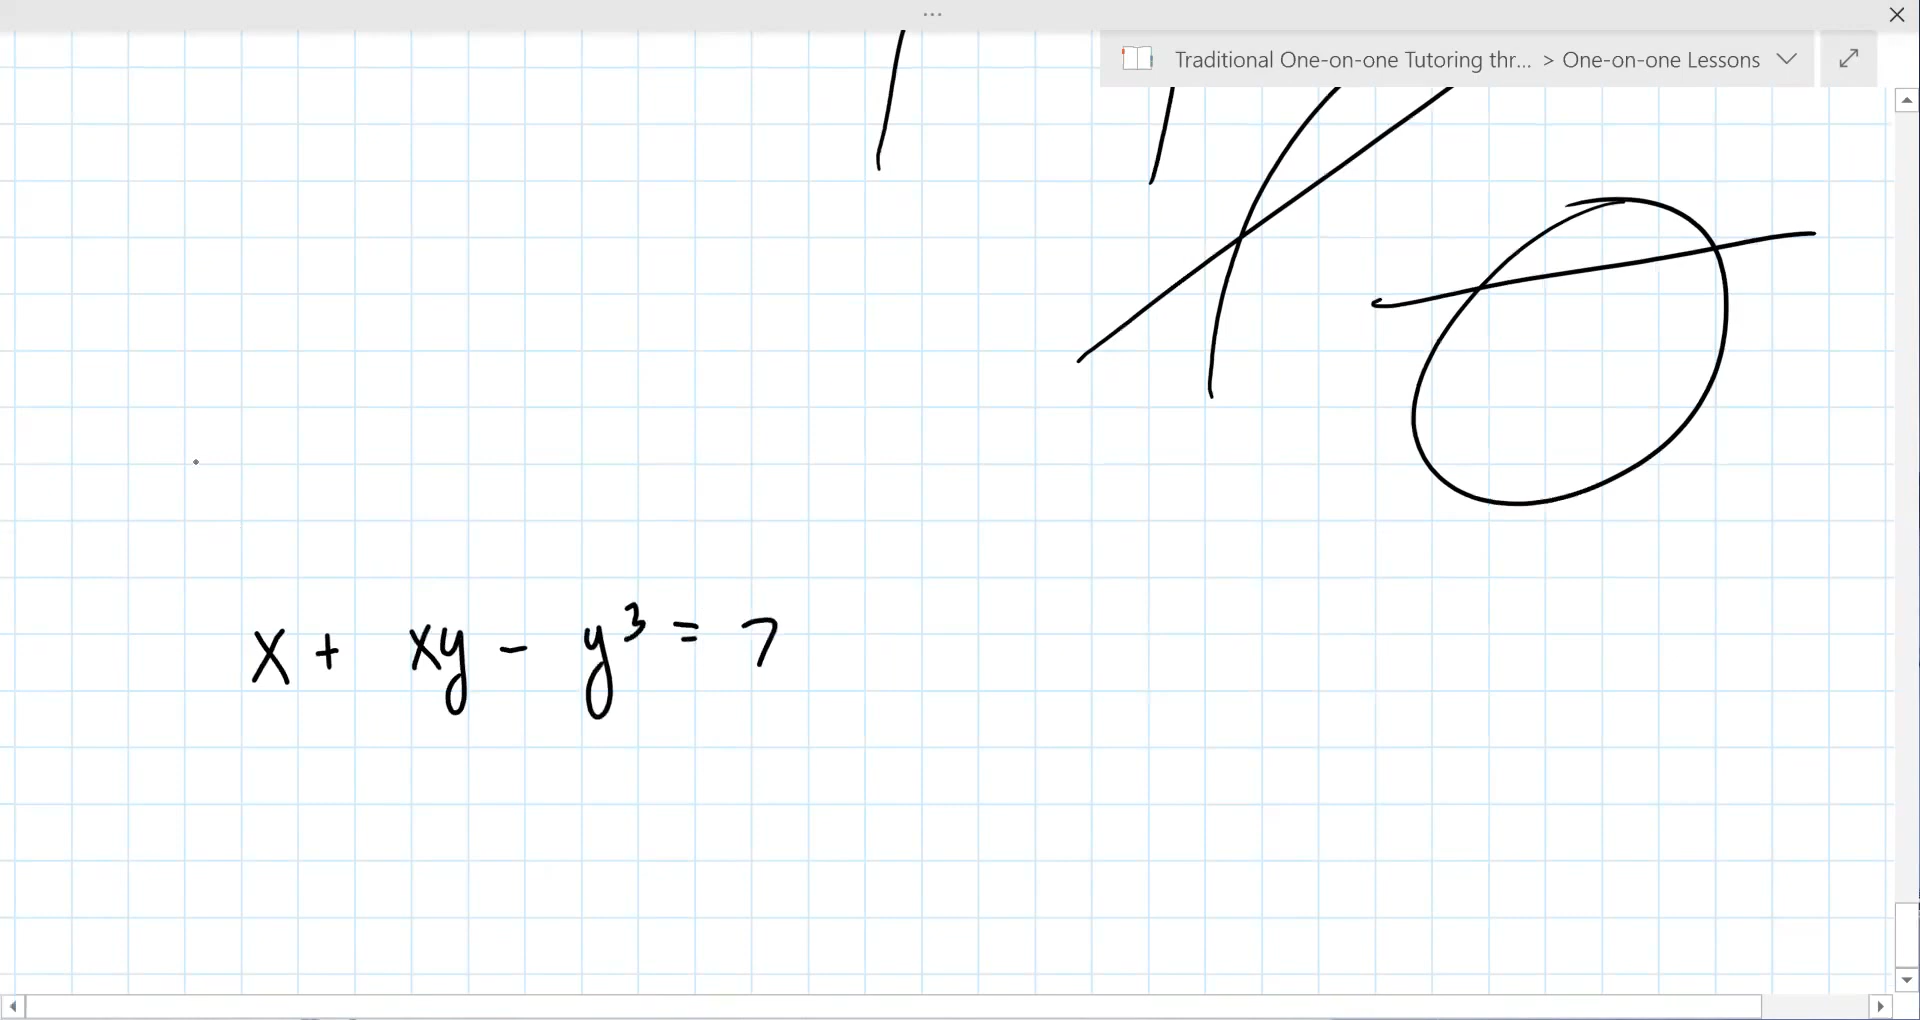 ...
Traditional One-on-one Tutoring thr... > One-on-one Lessons
x + xy - y³ = 7